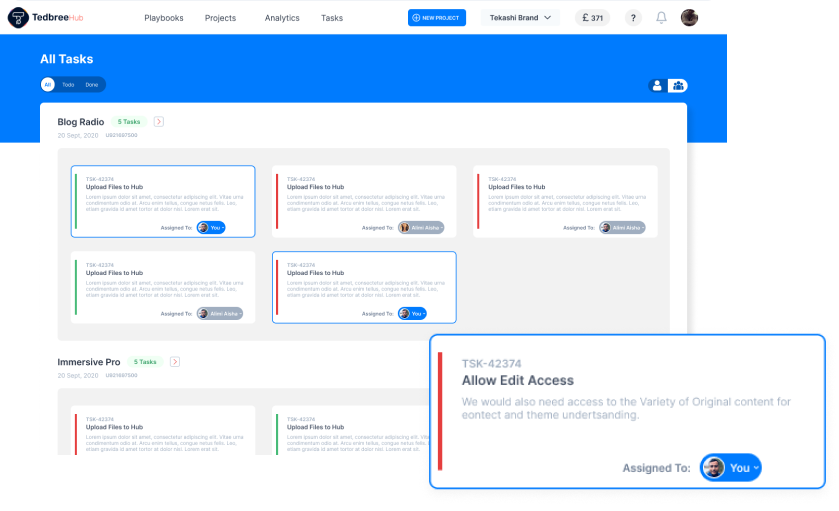 TedbreeHub
Playbooks
Projects
Analytics
Tasks
NEW PROJECT
Tekashi Brand
£ 371
?
All Tasks
All
Todo
Done
Blog Radio
5 Tasks
20 Sept, 2020
U821687500
TSK-42374
Upload Files to Hub
Lorem ipsum dolor sit amet, consectetur adipiscing elit. Vitae urna
condimentum odio at. Arcu enim tellus, congue netus felis. Leo,
etiam gravida id amet tortor at dolor nisl. Lorem erat sit.
Assigned To:
You
TSK-42374
Upload Files to Hub
Lorem ipsum dolor sit amet, consectetur adipiscing elit. Vitae urna
condimentum odio at. Arcu enim tellus, congue netus felis. Leo,
etiam gravida id amet tortor at dolor nisl. Lorem erat sit.
Assigned To:
Alimi Aisha
TSK-42374
Upload Files to Hub
Lorem ipsum dolor sit amet, consectetur adipiscing elit. Vitae urna
condimentum odio at. Arcu enim tellus, congue netus felis. Leo,
etiam gravida id amet tortor at dolor nisl. Lorem erat sit.
Assigned To:
Alimi Aisha
TSK-42374
Upload Files to Hub
Lorem ipsum dolor sit amet, consectetur adipiscing elit. Vitae urna
condimentum odio at. Arcu enim tellus, congue netus felis. Leo,
etiam gravida id amet tortor at dolor nisl. Lorem erat sit.
Assigned To:
Alimi Aisha
TSK-42374
Upload Files to Hub
Lorem ipsum dolor sit amet, consectetur adipiscing elit. Vitae urna
condimentum odio at. Arcu enim tellus, congue netus felis. Leo,
etiam gravida id amet tortor at dolor nisl. Lorem erat sit.
Assigned To:
You
Immersive Pro
5 Tasks
20 Sept, 2020
U821687500
TSK-42374
Upload Files to Hub
Lorem ipsum dolor sit amet, consectetur adipiscing elit. Vitae urna
condimentum odio at. Arcu enim tellus, congue netus felis. Leo,
etiam gravida id amet tortor at dolor nisl. Lorem erat sit.
TSK-42374
Upload Files to Hub
Lorem ipsum dolor sit amet, consectetur adipiscing elit.
condimentum odio at. Arcu enim tellus, congue netus felis.
etiam gravida id amet tortor at dolor nisl. Lorem erat sit.
TSK-42374
Allow Edit Access
We would also need access to the Variety of Original content for
eontect and theme undertsanding.
Assigned To:
You